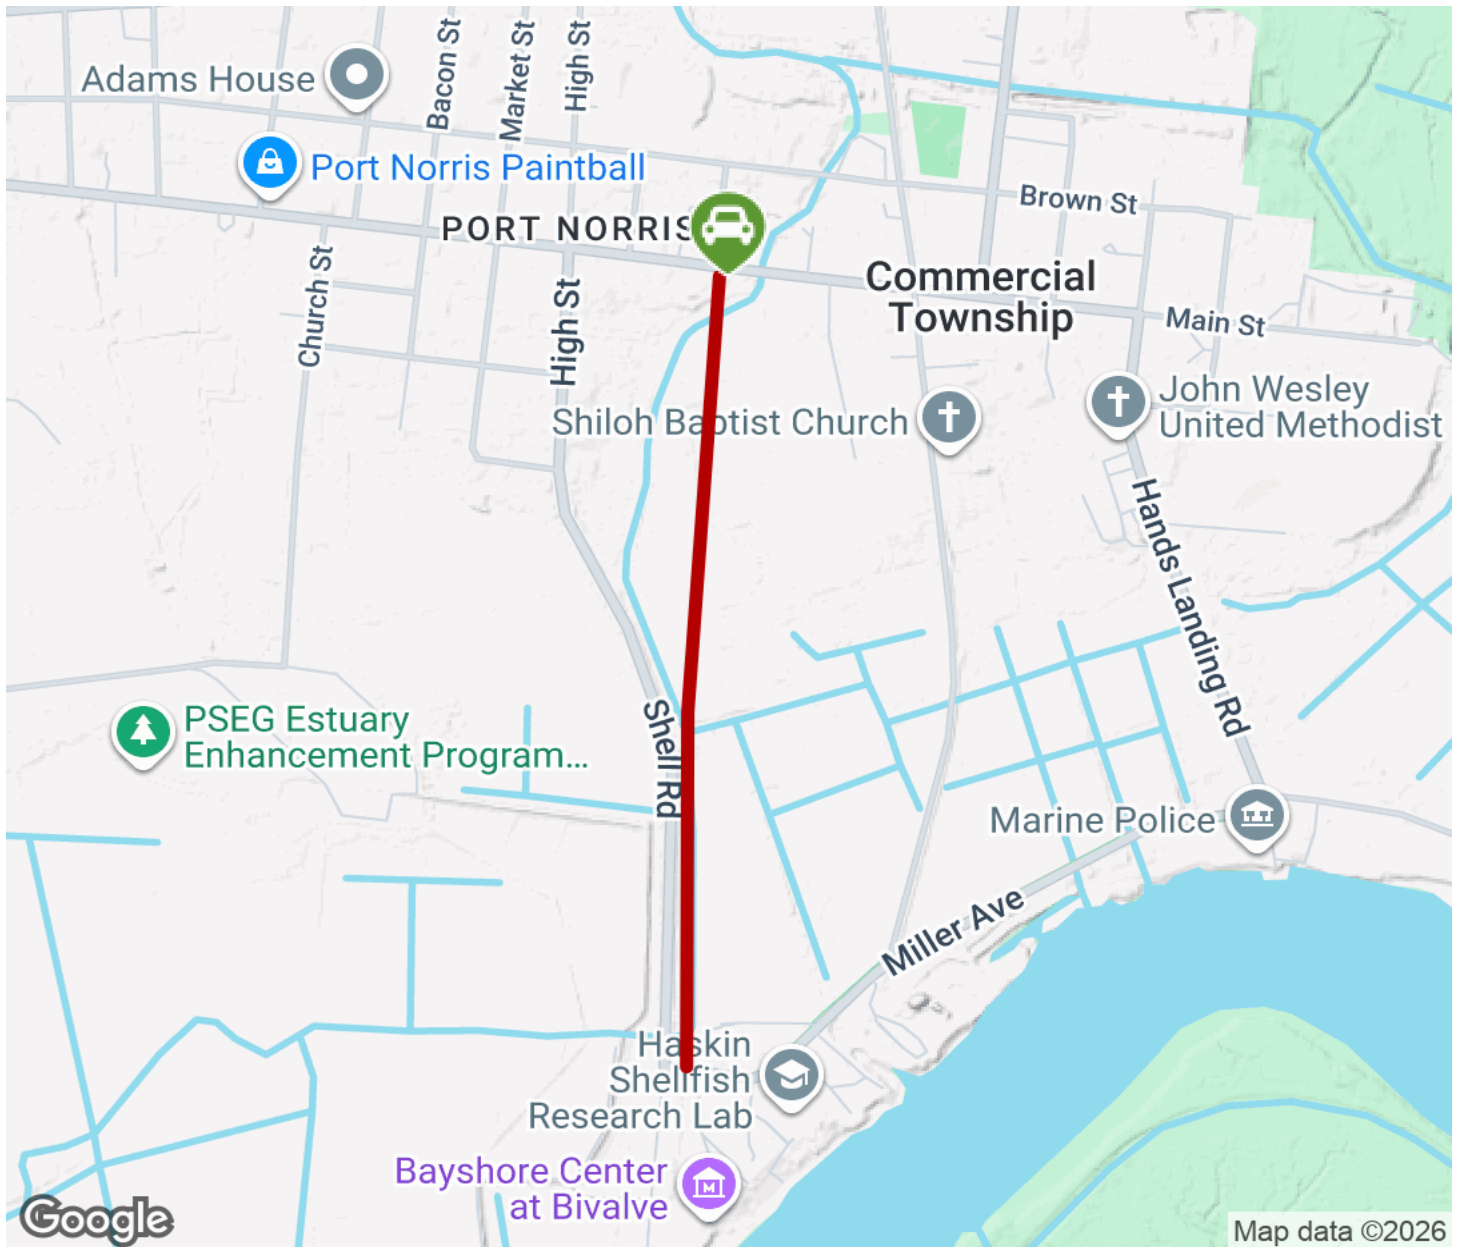 Adams House
Bacon St
Market St
High St
Port Norris Paintball
PORT NORRIS
Brown St
Church St
High St
Commercial
Township
Main St
Shiloh Baptist Church
John Wesley
United Methodist
Hands Landing Rd
Shell Rd
PSEG Estuary
Enhancement Program...
Marine Police
Miller Ave
Haskin
Shellfish
Research Lab
Bayshore Center
at Bivalve
Google
Map data ©2026